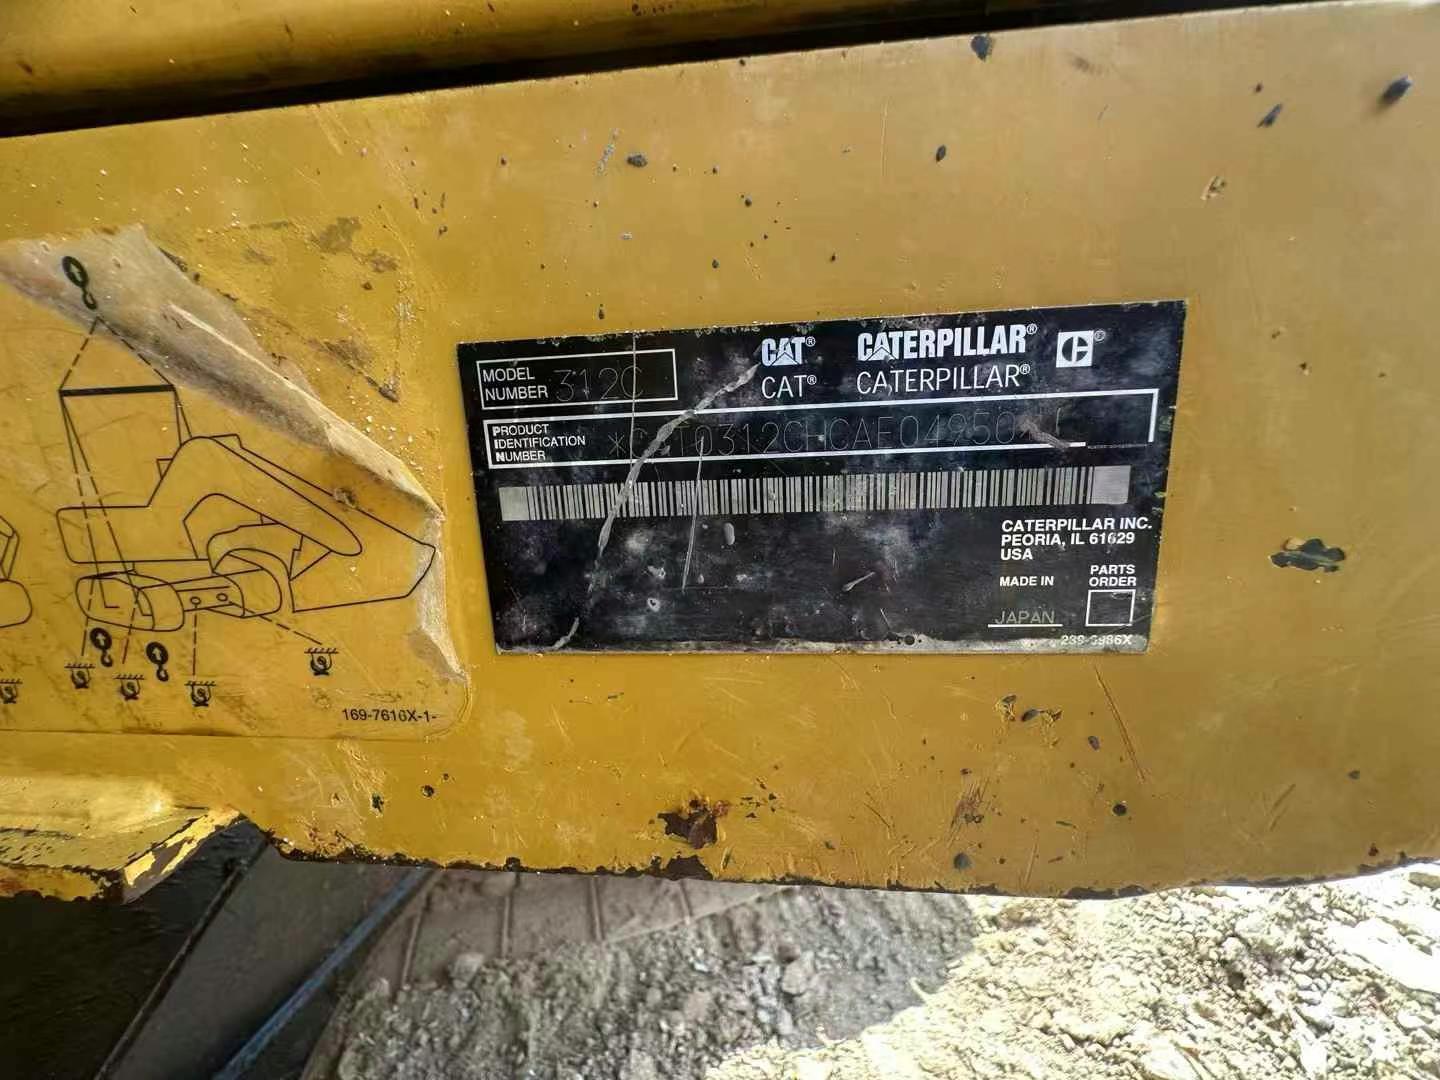 MODEL NUMBER 312C
CAT® CATERPILLAR®
CAT® CATERPILLAR®
PRODUCT IDENTIFICATION NUMBER
CATERPILLAR INC.
PEORIA, IL 61629
USA
MADE IN
JAPAN
PARTS ORDER
169-7610X-1-